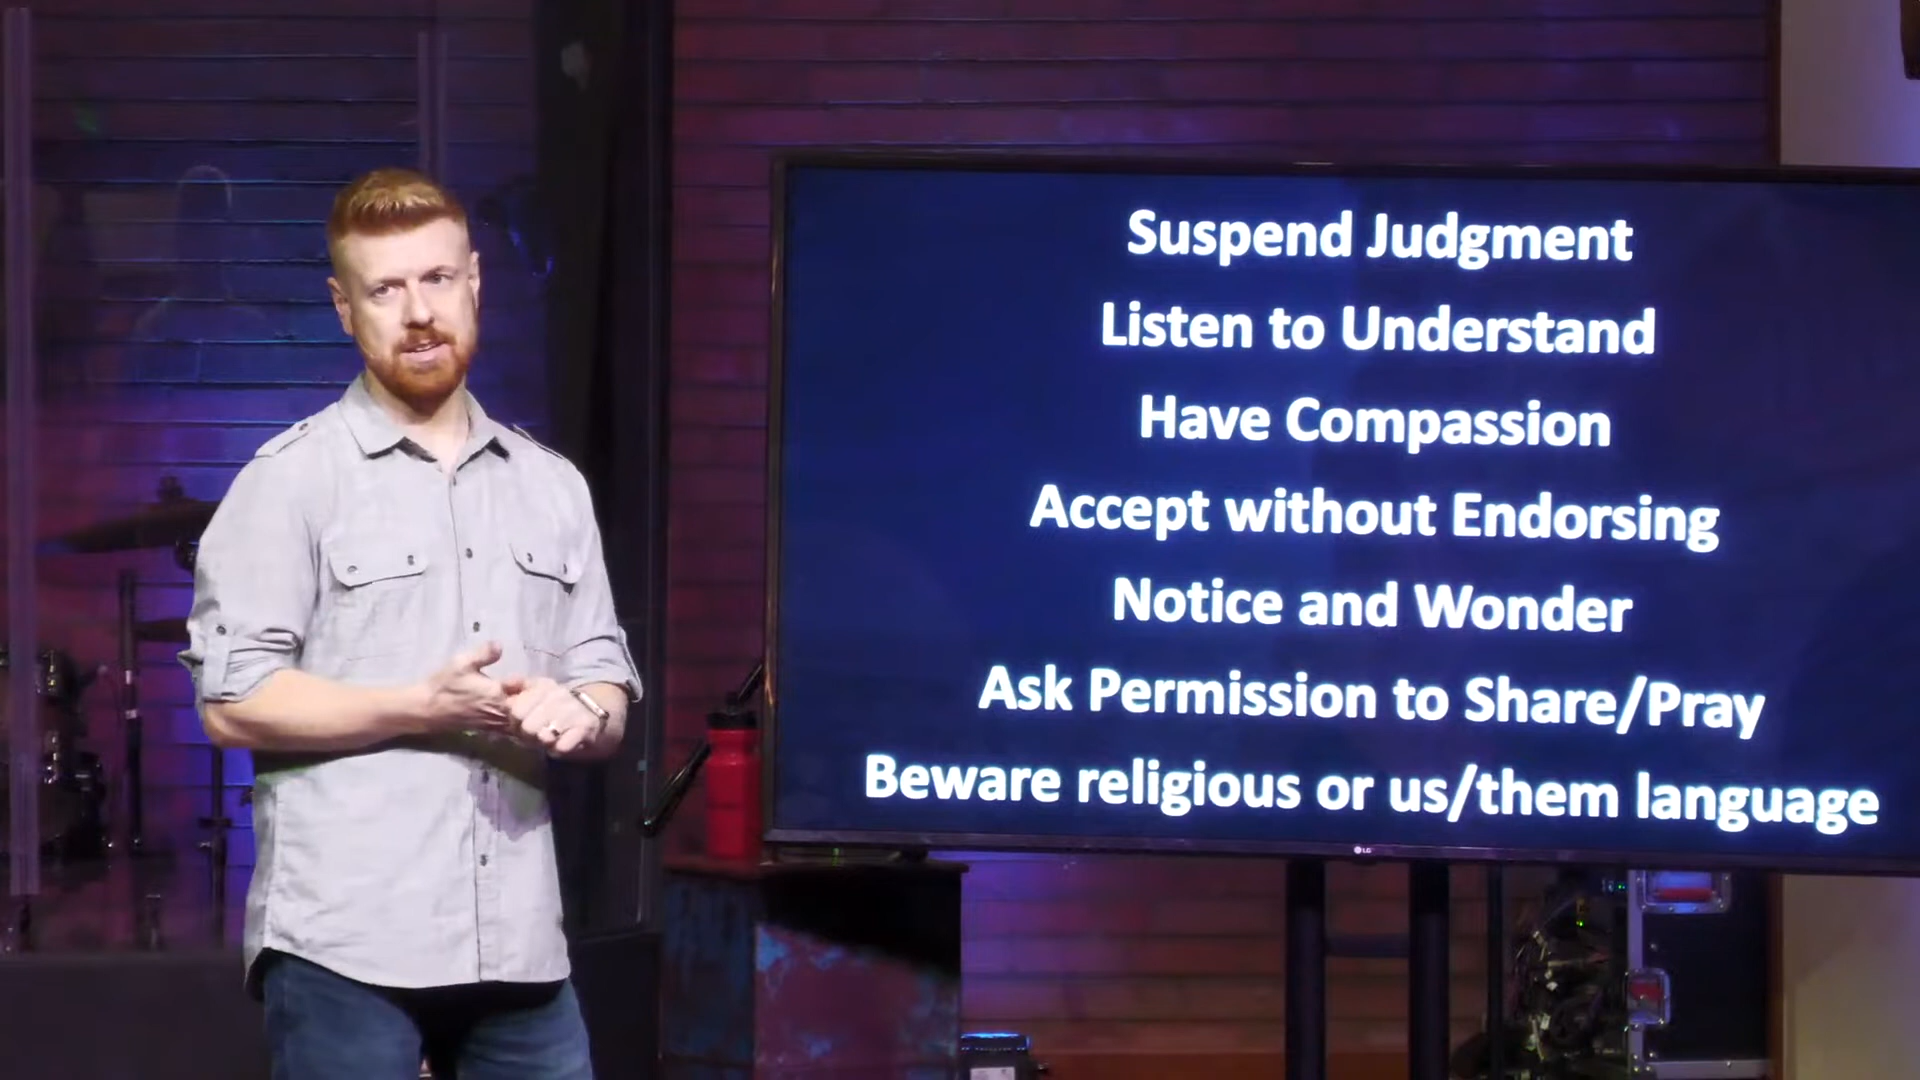 Suspend Judgment
Listen to Understand
Have Compassion
Accept without Endorsing
Notice and Wonder
Ask Permission to Share/Pray
Beware religious or us/them language
LG